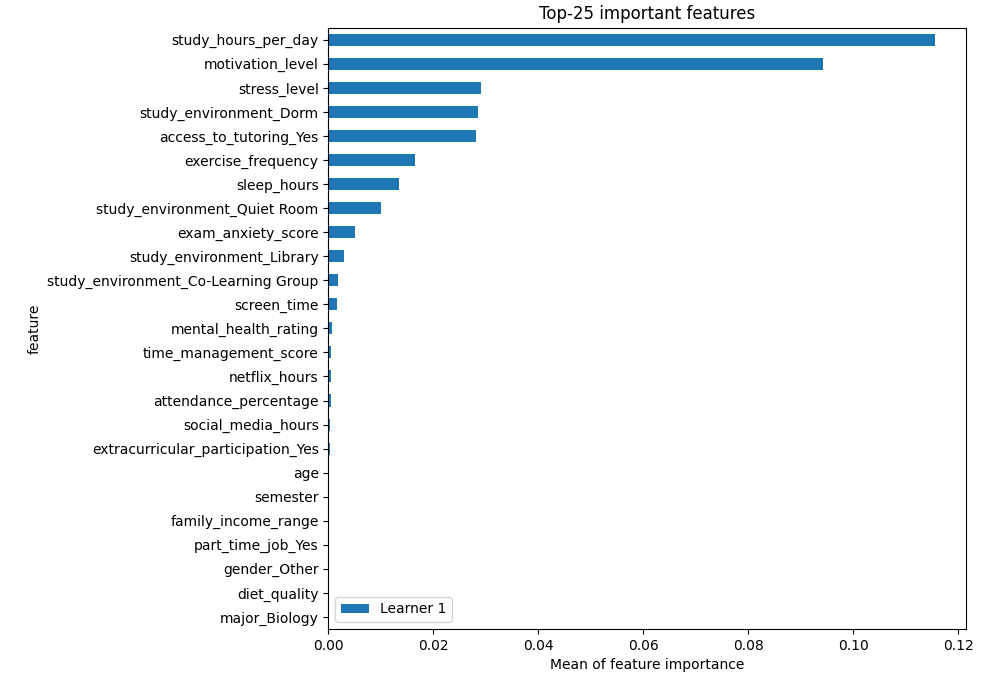 Top-25 important features
study_hours_per_day
motivation_level
stress_level
study_environment_Dorm
access_to_tutoring_Yes
exercise_frequency
sleep_hours
study_environment_Quiet Room
exam_anxiety_score
study_environment_Library
study_environment_Co-Learning Group
screen_time
mental_health_rating
time_management_score
netflix_hours
attendance_percentage
social_media_hours
extracurricular_participation_Yes
age
semester
family_income_range
part_time_job_Yes
gender_Other
diet_quality
major_Biology
feature
Learner 1
0.00 0.02 0.04 0.06 0.08 0.10 0.12
Mean of feature importance